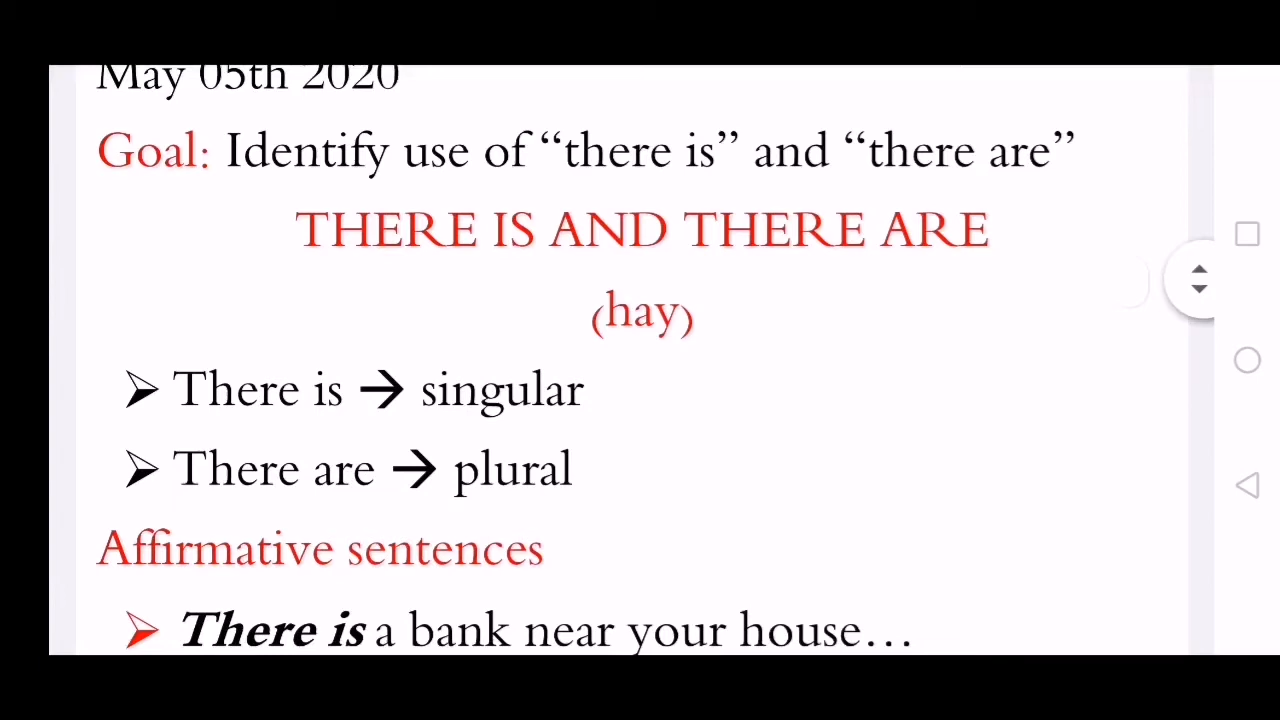 May 05th 2020
Goal: Identify use of “there is” and “there are”
THERE IS AND THERE ARE
(hay)
➢ There is → singular
➢ There are → plural
Affirmative sentences
➢ There is a bank near your house…